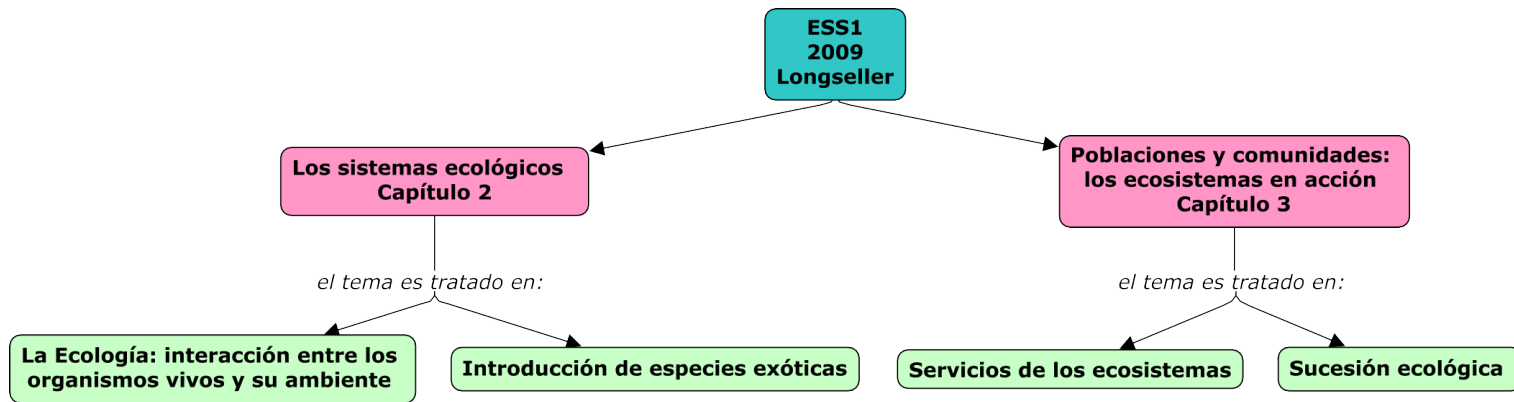 ESS1
2009
Longseller
Los sistemas ecológicos
Capítulo 2
Poblaciones y comunidades:
los ecosistemas en acción
Capítulo 3
el tema es tratado en:
el tema es tratado en:
La Ecología: interacción entre los
organismos vivos y su ambiente
Introducción de especies exóticas
Servicios de los ecosistemas
Sucesión ecológica